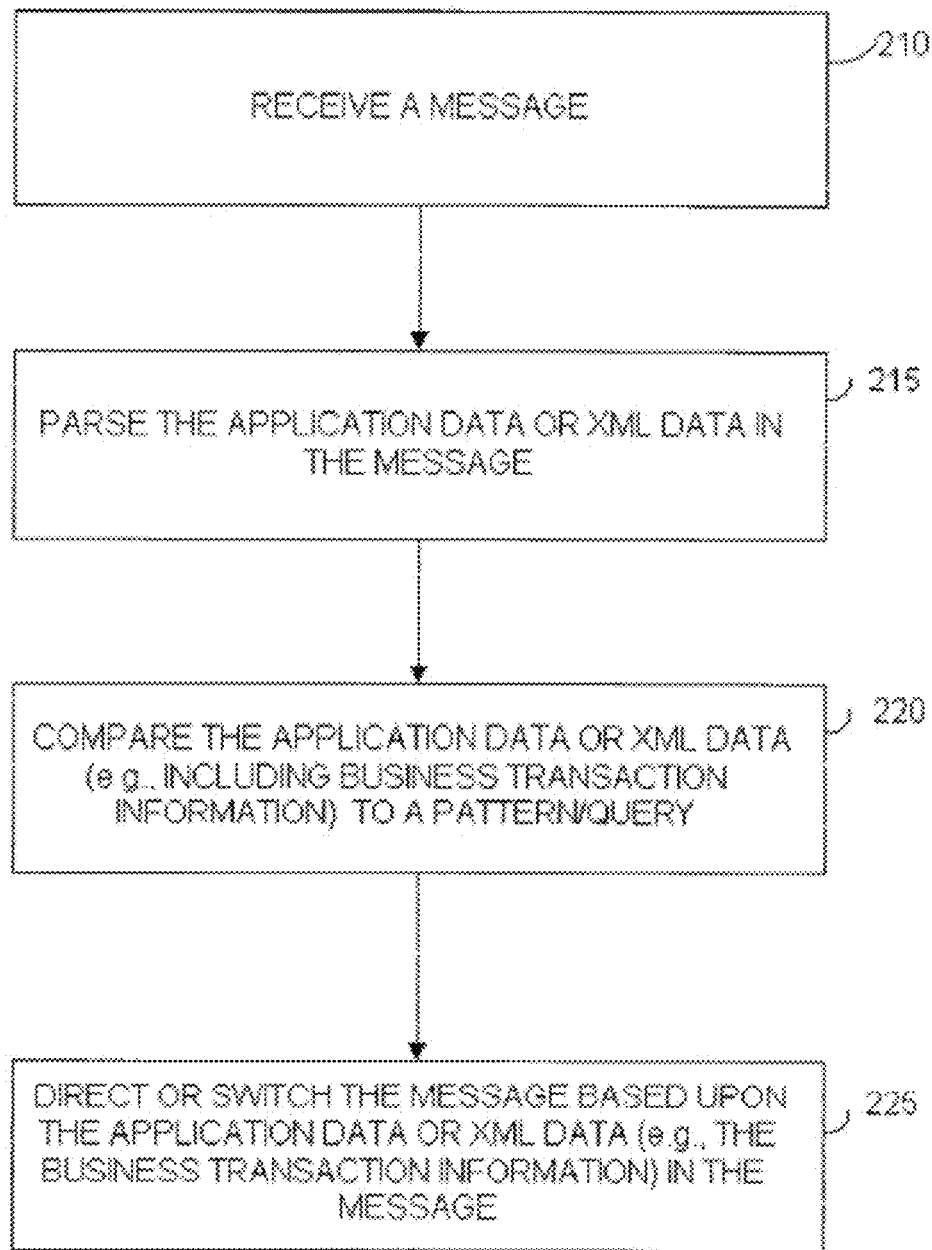 210
RECEIVE A MESSAGE
215
PARSE THE APPLICATION DATA OR XML DATA IN
THE MESSAGE
220
COMPARE THE APPLICATION DATA OR XML DATA
(e.g., INCLUDING BUSINESS TRANSACTION
INFORMATION) TO A PATTERN/QUERY
225
DIRECT OR SWITCH THE MESSAGE BASED UPON
THE APPLICATION DATA OR XML DATA (e.g., THE
BUSINESS TRANSACTION INFORMATION) IN THE
MESSAGE